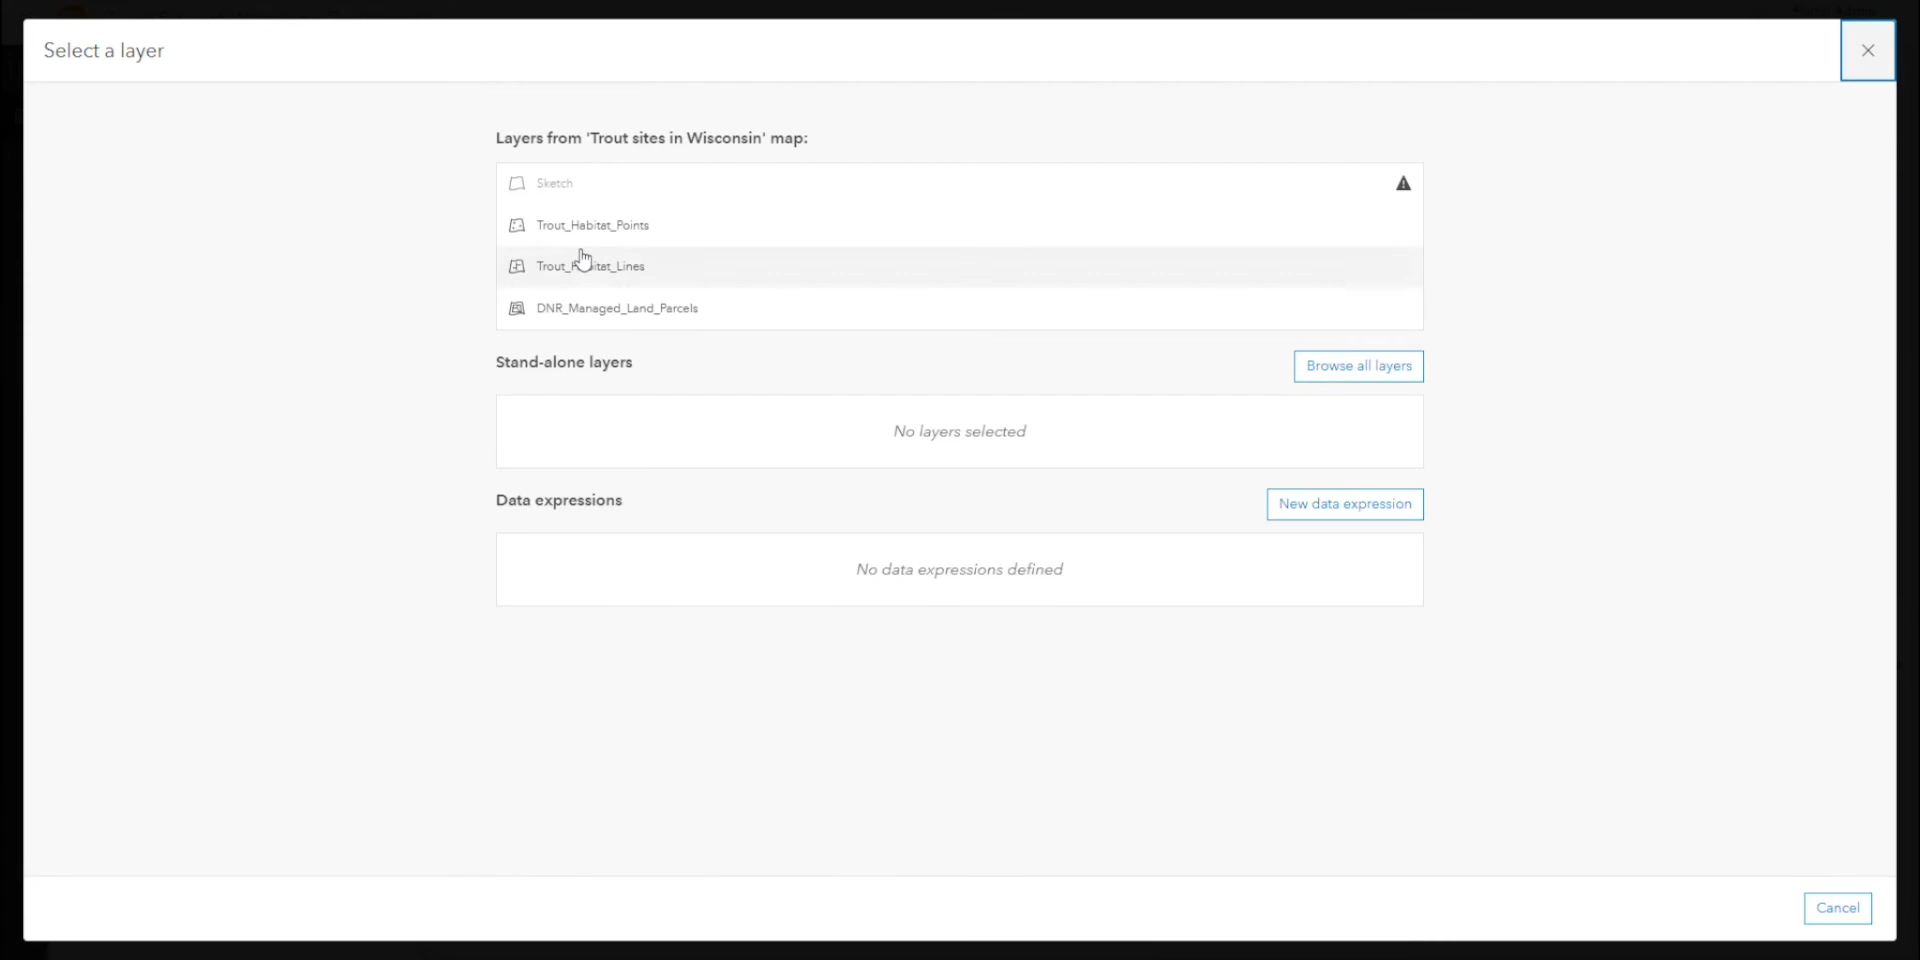 Select a layer
Layers from 'Trout sites in Wisconsin' map:
Sketch
Trout_Habitat_Points
Trout_Habitat_Lines
DNR_Managed_Land_Parcels
Stand-alone layers
Browse all layers
No layers selected
Data expressions
New data expression
No data expressions defined
Cancel